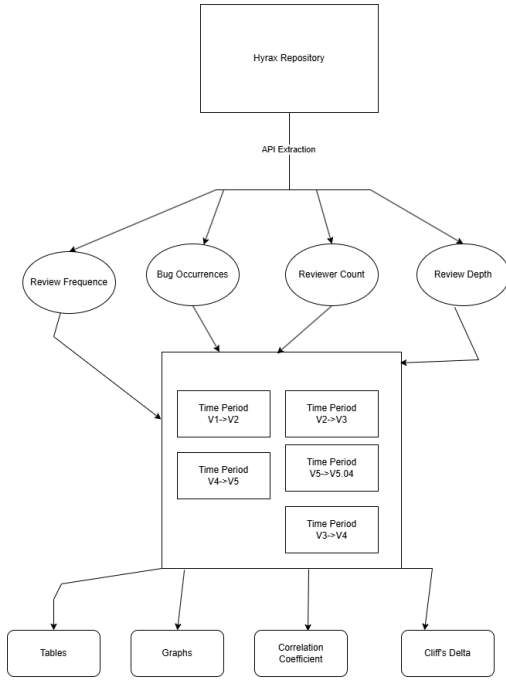 Hyrax Repository
API Extraction
Review Frequence
Bug Occurrences
Reviewer Count
Review Depth
Time Period
V1->V2
Time Period
V2->V3
Time Period
V4->V5
Time Period
V5->V5.04
Time Period
V3->V4
Tables
Graphs
Correlation
Coefficient
Cliff's Delta